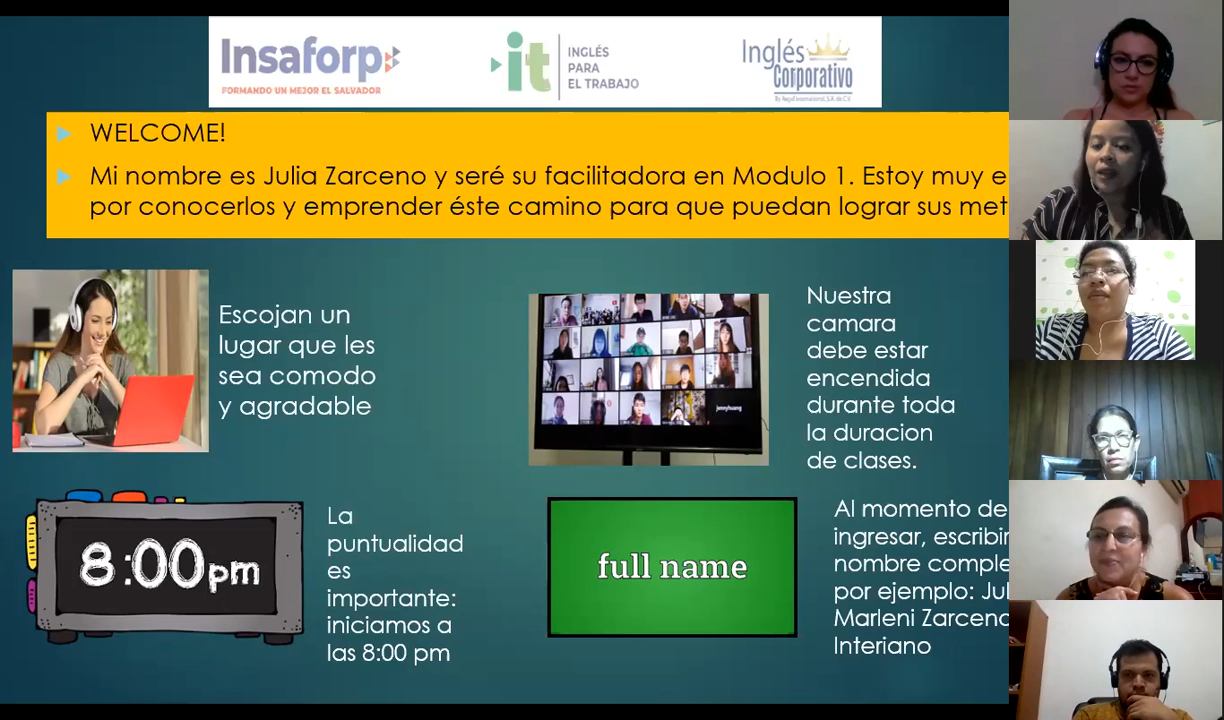 Insaforp
FORMANDO UN MEJOR EL SALVADOR
it
INGLÉS
PARA
EL TRABAJO
Inglés
Corporativo
WELCOME!
Mi nombre es Julia Zarceno y seré su facilitadora en Modulo 1. Estoy muy e
por conocerlos y emprender éste camino para que puedan lograr sus met
Escojan un
lugar que les
sea comodo
y agradable
Nuestra
camara
debe estar
encendida
durante toda
la duracion
de clases.
8:00pm
La
puntualidad
es
importante:
iniciamos a
las 8:00 pm
full name
Al momento de
ingresar, escribir
nombre comple
por ejemplo: Jul
Marleni Zarceno
Interiano